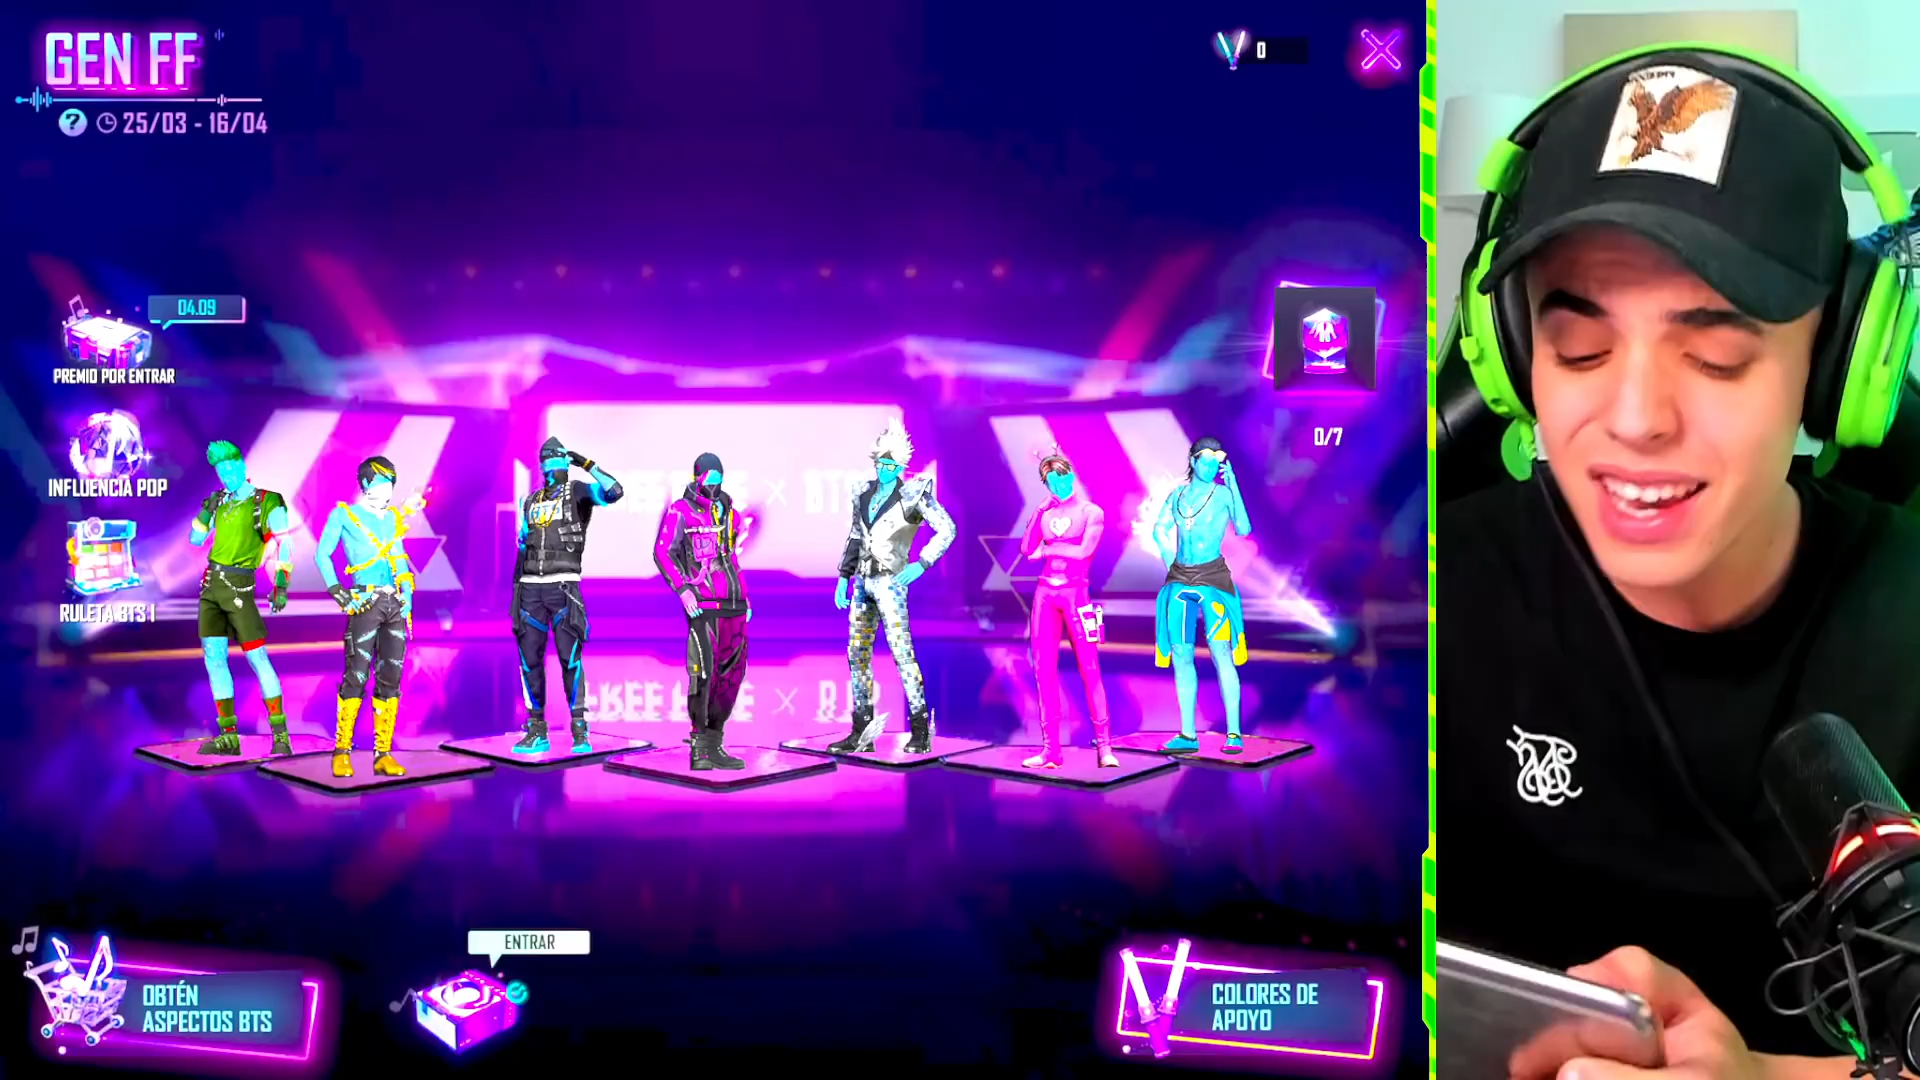 GEN FF
0
? 25/03 - 16/04
04.09
PREMIO POR ENTRAR
INFLUENCIA POP
0/7
RULETA BTS I
ENTRAR
OBTÉN
ASPECTOS BTS
COLORES DE
APOYO